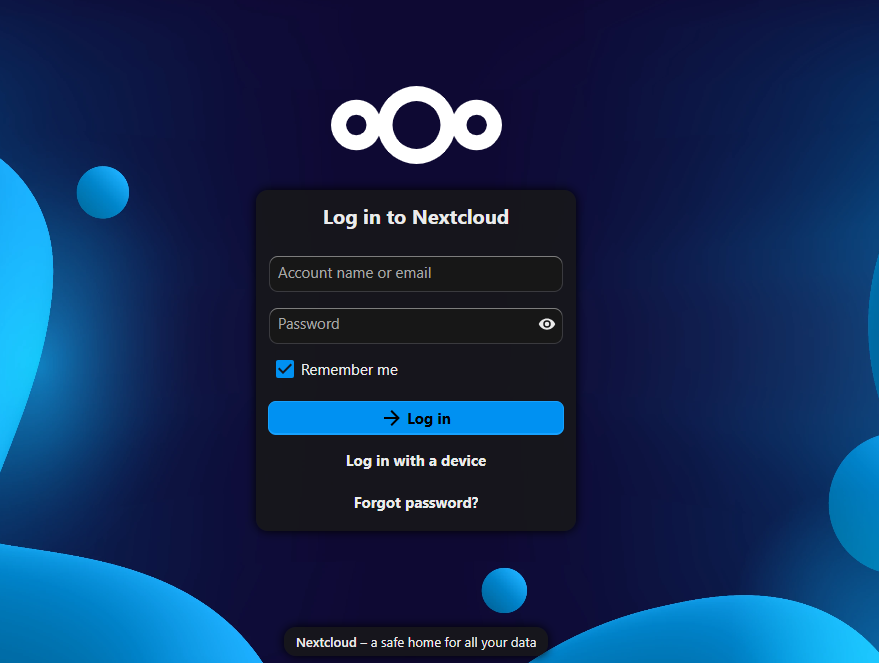 Log in to Nextcloud
Account name or email
Password
Remember me
Log in
Log in with a device
Forgot password?
Nextcloud – a safe home for all your data